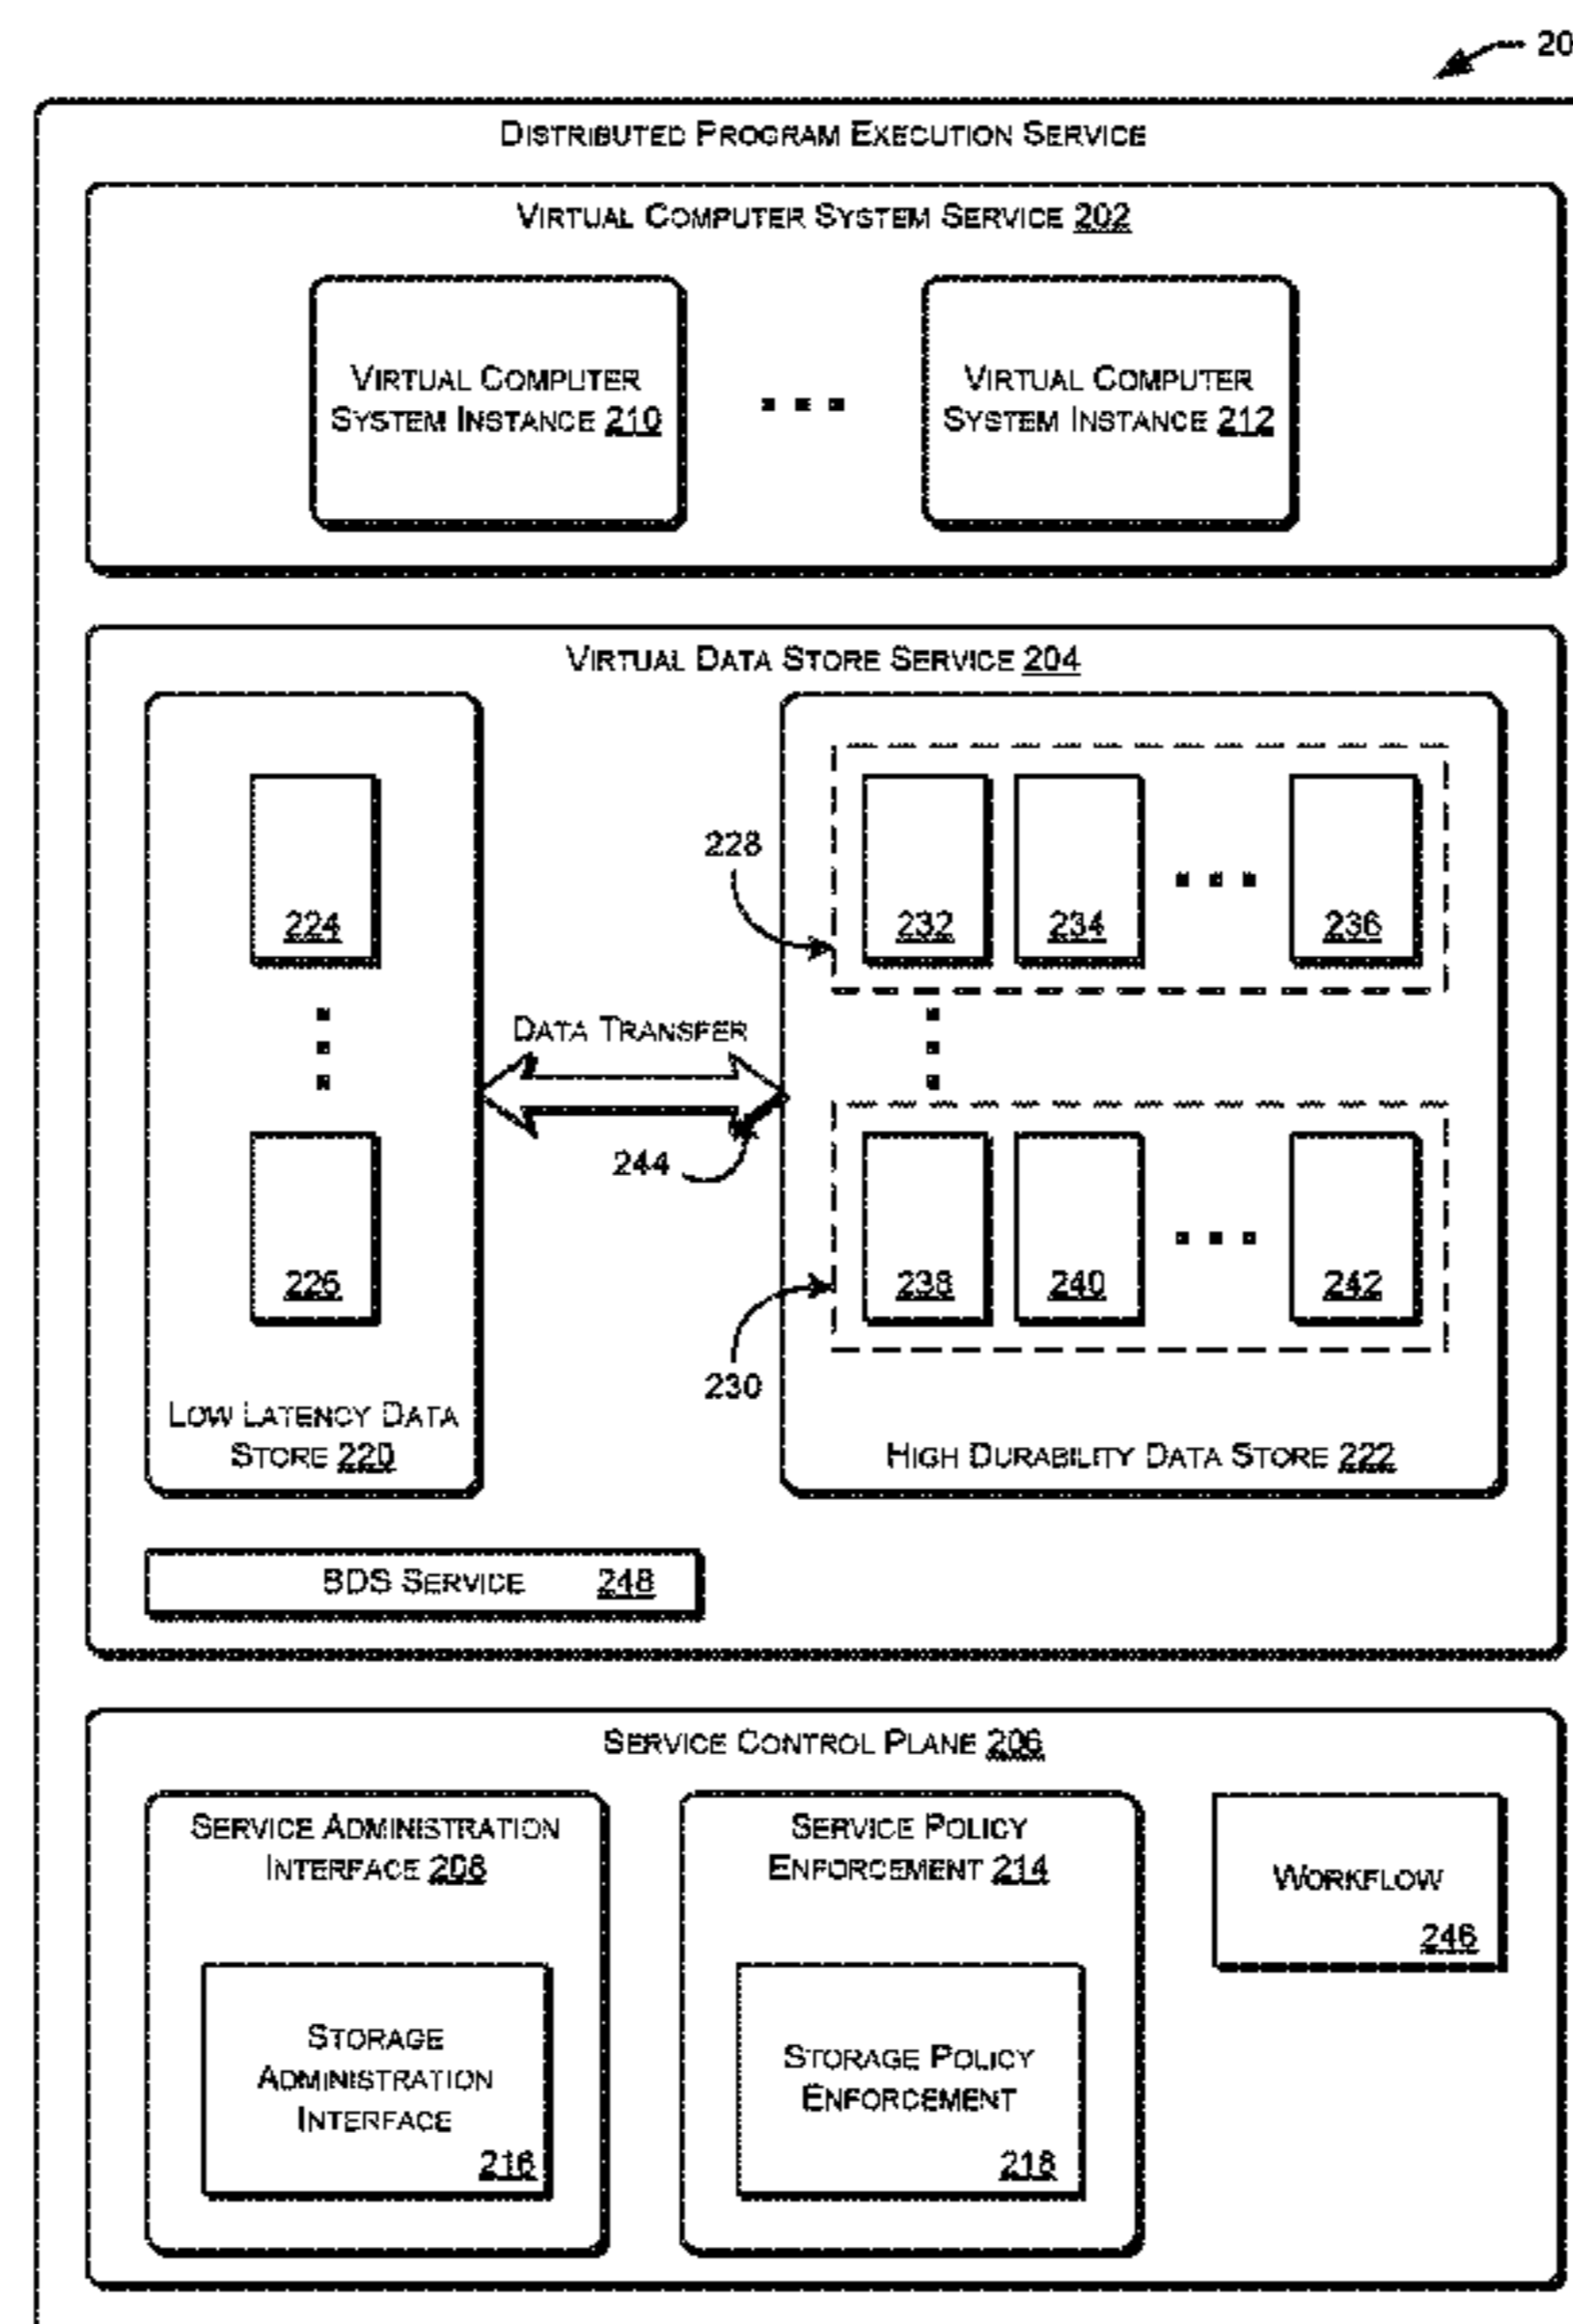 20
DISTRIBUTED PROGRAM EXECUTION SERVICE
VIRTUAL COMPUTER SYSTEM SERVICE 202
VIRTUAL COMPUTER
SYSTEM INSTANCE 210
VIRTUAL COMPUTER
SYSTEM INSTANCE 212
VIRTUAL DATA STORE SERVICE 204
224
226
LOW LATENCY DATA
STORE 220
DATA TRANSFER
244
228
232 234 236
230
238 240 242
HIGH DURABILITY DATA STORE 222
BDS SERVICE 248
SERVICE CONTROL PLANE 206
SERVICE ADMINISTRATION
INTERFACE 208
STORAGE
ADMINISTRATION
INTERFACE
216
SERVICE POLICY
ENFORCEMENT 214
STORAGE POLICY
ENFORCEMENT
218
WORKFLOW
246